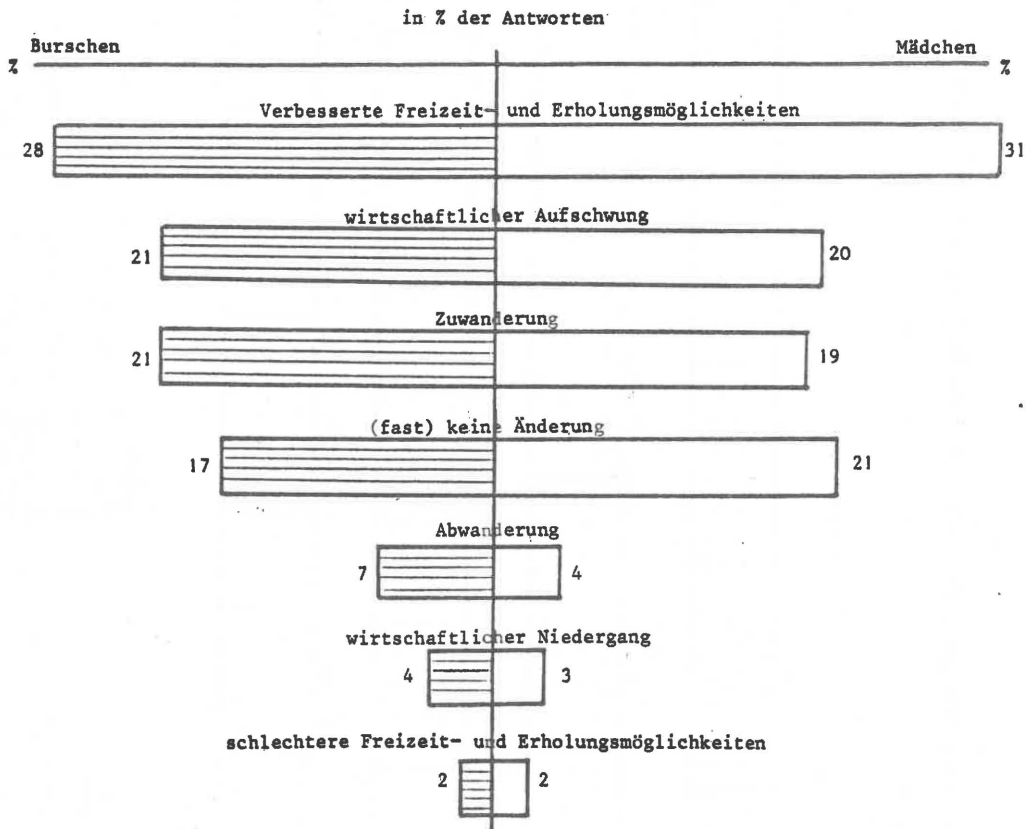 in % der Antworten
Burschen Mädchen
% %
Verbesserte Freizeit- und Erholungsmöglichkeiten
28 31
wirtschaftlicher Aufschwung
21 20
Zuwanderung
21 19
(fast) keine Änderung
17 21
Abwanderung
7 4
wirtschaftlicher Niedergang
4 3
schlechtere Freizeit- und Erholungsmöglichkeiten
2 2